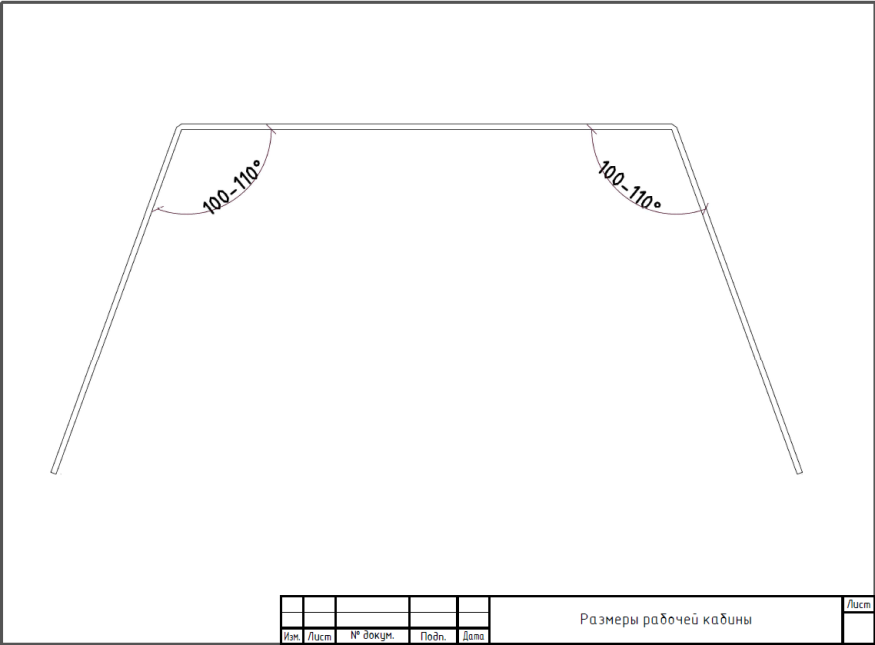 100-110°
100-110°
Размеры рабочей кабины
Лист
Изм. Лист № докум. Подп. Дата